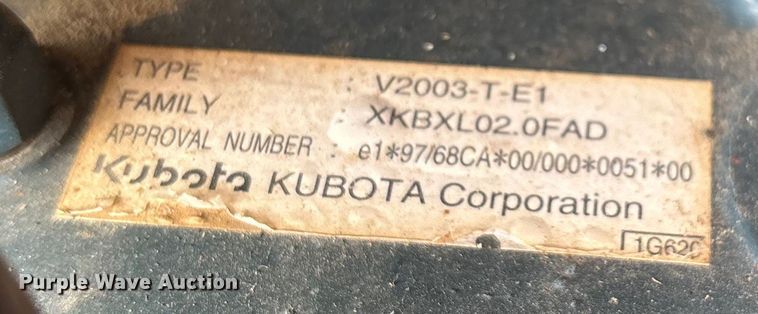 TYPE : V2003-T-E1
FAMILY : XKBXL02.0FAD
APPROVAL NUMBER : e1*97/68CA*00/000*0051*00
Kubota KUBOTA Corporation
1G620
Purple Wave Auction